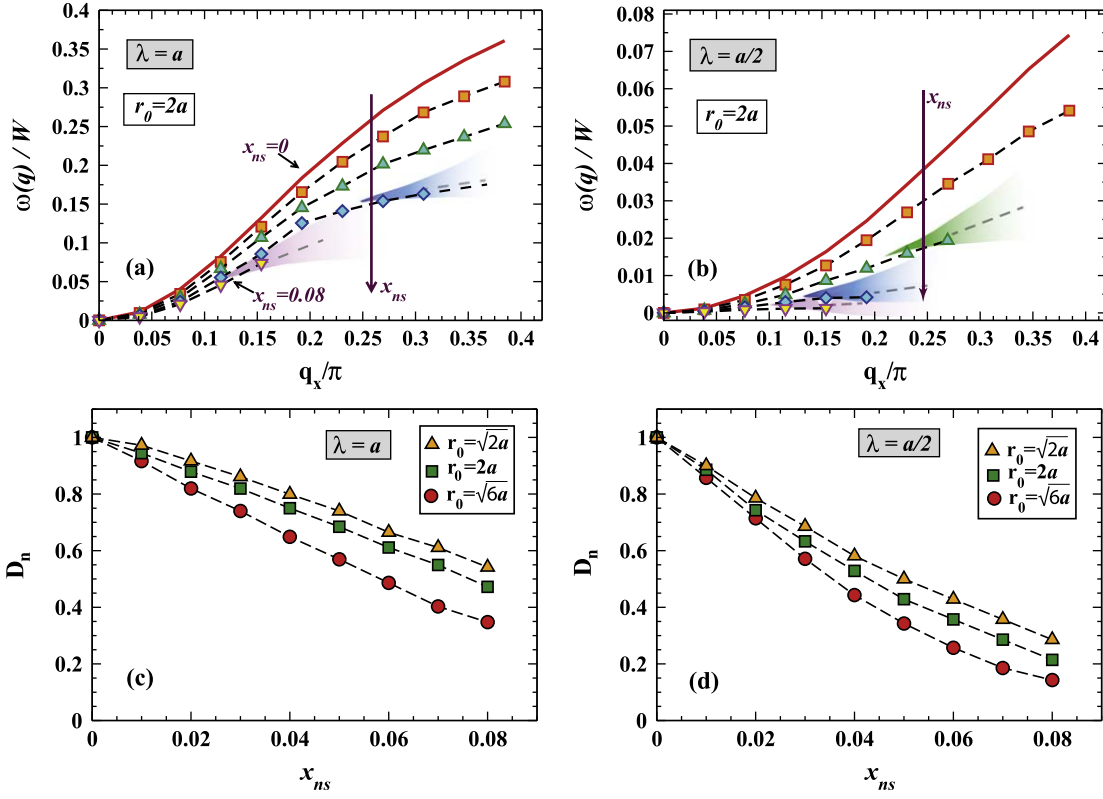 0.4
0.35
0.3
0.25
0.2
0.15
0.1
0.05
0
ω(q) / W
λ = a
r₀=2a
xₙₛ=0
(a)
xₙₛ=0.08
xₙₛ
0 0.05 0.1 0.15 0.2 0.25 0.3 0.35 0.4
qₓ/π
0.08
0.07
0.06
0.05
0.04
0.03
0.02
0.01
0
ω(q) / W
λ = a/2
r₀=2a
xₙₛ
(b)
0 0.05 0.1 0.15 0.2 0.25 0.3 0.35 0.4
qₓ/π
1
0.8
0.6
0.4
0.2
0
Dₙ
λ = a
r₀=√2a
r₀=2a
r₀=√6a
(c)
0 0.02 0.04 0.06 0.08
xₙₛ
1
0.8
0.6
0.4
0.2
0
Dₙ
λ = a/2
r₀=√2a
r₀=2a
r₀=√6a
(d)
0 0.02 0.04 0.06 0.08
xₙₛ